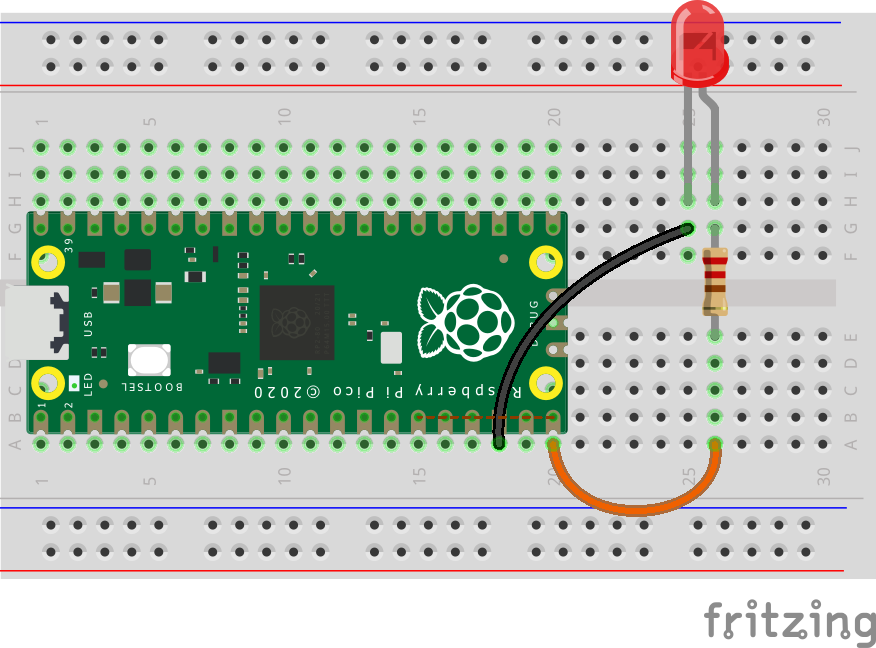 1 5 10 15 20 25 30
J J
I I
H H
G G
39
F F
USB
DEBUG
E
D D
LED
BOOTSEL
Raspberry Pi Pico © 2020
C C
1 2
B B
A A
1 5 10 15 20 25 30
fritzing